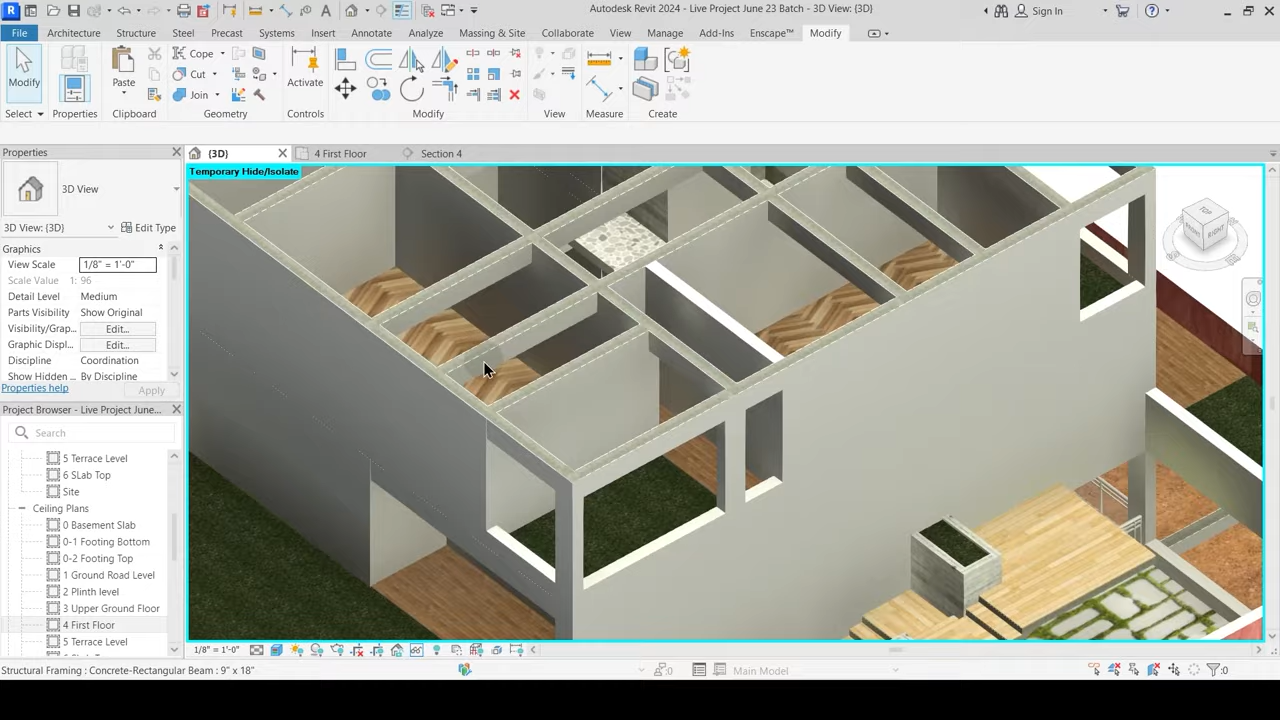 Autodesk Revit 2024 - Live Project June 23 Batch - 3D View: {3D}
Sign In
File Architecture Structure Steel Precast Systems Insert Annotate Analyze Massing & Site Collaborate View Manage Add-Ins Enscape™ Modify
Modify
Paste
Cope
Cut
Join
Activate
Select Properties Clipboard Geometry Controls Modify View Measure Create
Properties
{3D} 4 First Floor Section 4
Temporary Hide/Isolate
3D View
3D View: {3D} Edit Type
Graphics
View Scale 1/8" = 1'-0"
Scale Value 1: 96
Detail Level Medium
Parts Visibility Show Original
Visibility/Grap... Edit...
Graphic Displ... Edit...
Discipline Coordination
Show Hidden ... By Discipline
Properties help Apply
Project Browser - Live Project June...
Search
5 Terrace Level
6 Slab Top
Site
Ceiling Plans
0 Basement Slab
0-1 Footing Bottom
0-2 Footing Top
1 Ground Road Level
2 Plinth level
3 Upper Ground Floor
4 First Floor
5 Terrace Level
TOP
FRONT
RIGHT
1/8" = 1'-0"
Structural Framing : Concrete-Rectangular Beam : 9" x 18"
:0
Main Model
:0